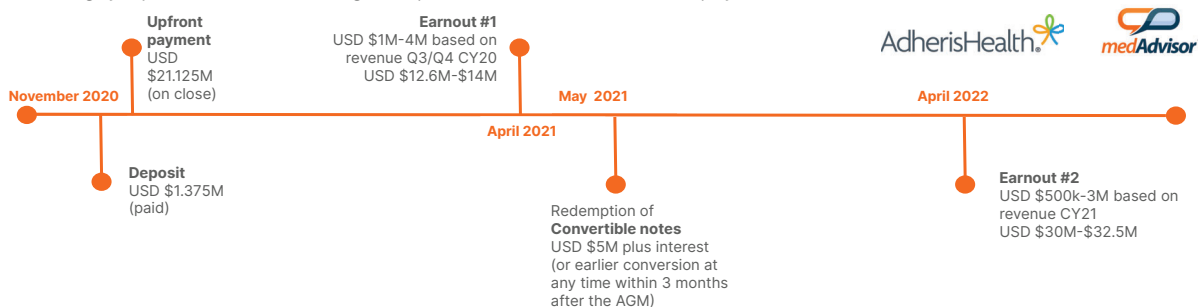 Upfront
payment
USD
$21.125M
(on close)
Earnout #1
USD $1M-4M based on
revenue Q3/Q4 CY20
USD $12.6M-$14M
AdherisHealth.
medAdvisor
November 2020
May 2021
April 2022
April 2021
Deposit
USD $1.375M
(paid)
Redemption of
Convertible notes
USD $5M plus interest
(or earlier conversion at
any time within 3 months
after the AGM)
Earnout #2
USD $500k-3M based on
revenue CY21
USD $30M-$32.5M